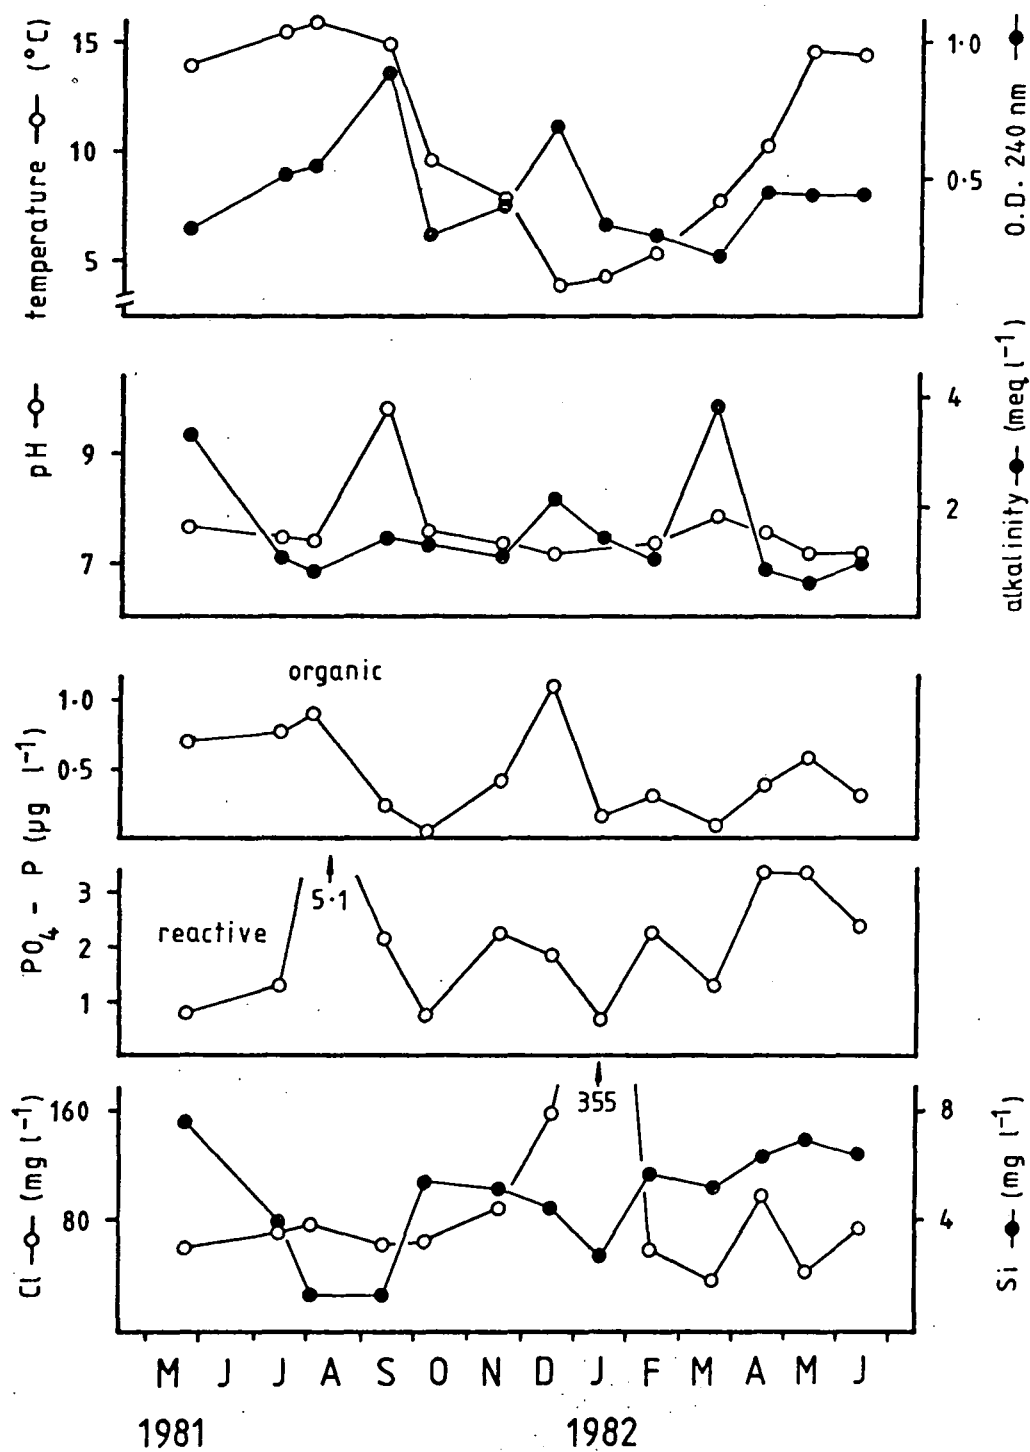 temperature (°C)
15
10
5
1·0
0·5
O.D. 240 nm
pH
9
7
4
2
alkalinity (meq l⁻¹)
organic
1·0
0·5
PO₄ - P (µg l⁻¹)
5·1
reactive
3
2
1
355
Cl (mg l⁻¹)
160
80
8
4
Si (mg l⁻¹)
M J J A S O N D J F M A M J
1981 1982